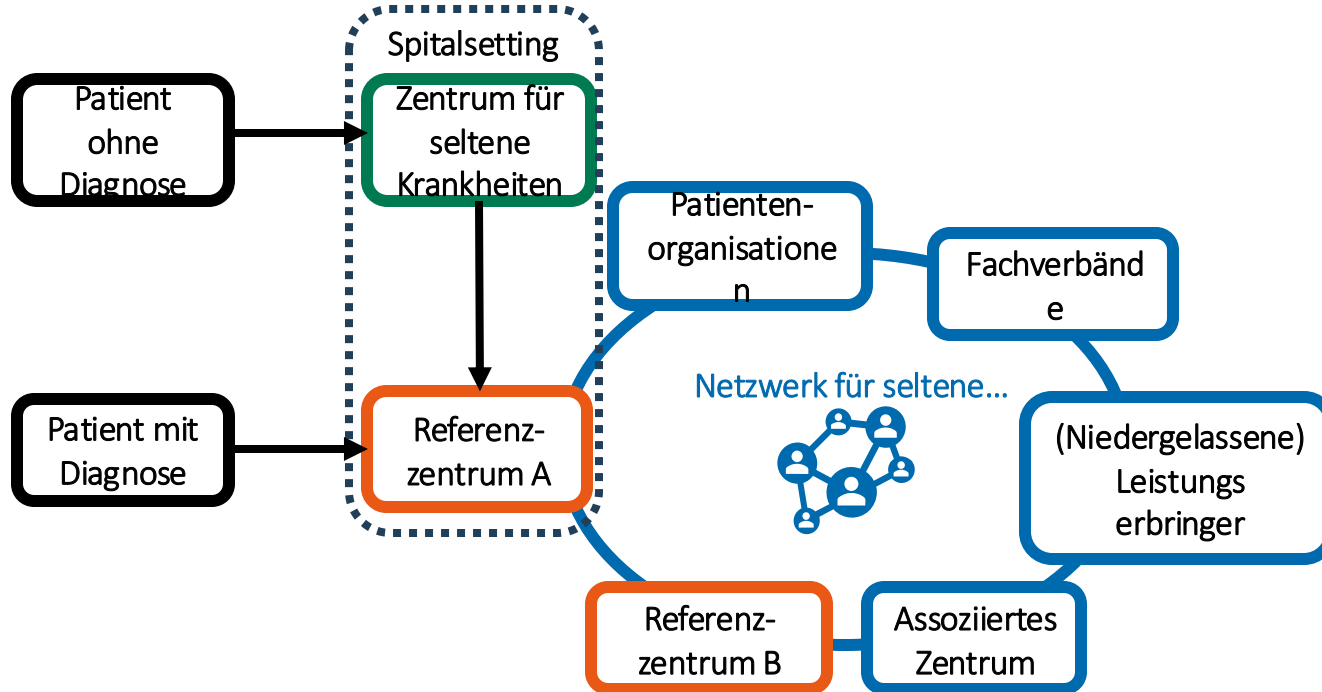 Spitalsetting
Patient
ohne
Diagnose
Zentrum für
seltene
Krankheiten
Patienten-
organisatione
n
Fachverbänd
e
Netzwerk für seltene...
Patient mit
Diagnose
Referenz-
zentrum A
(Niedergelassene)
Leistungs
erbringer
Referenz-
zentrum B
Assoziiertes
Zentrum